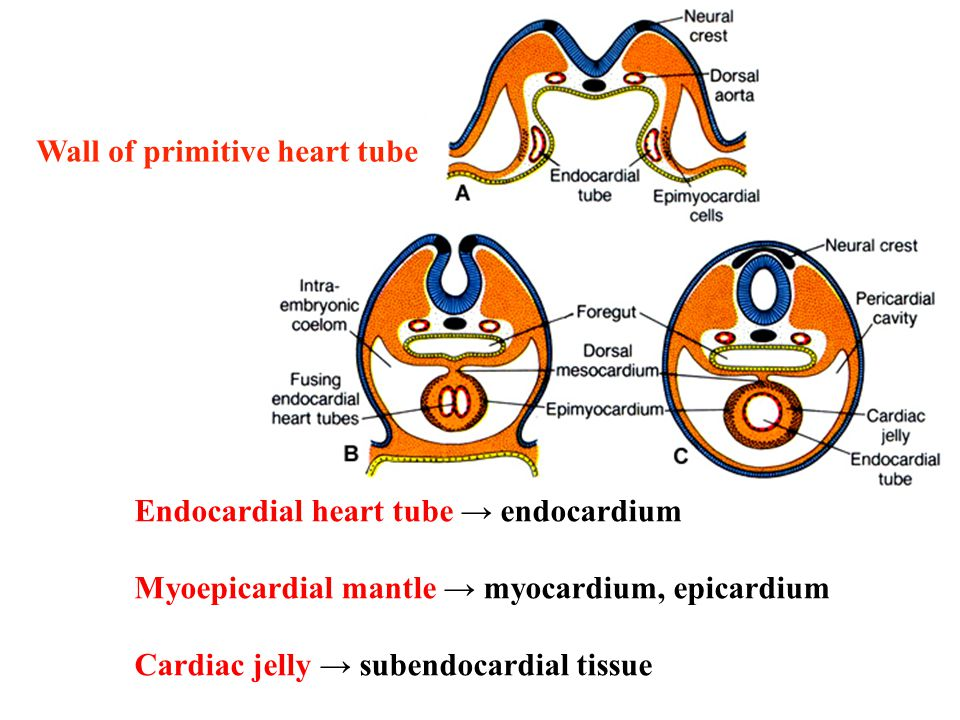 Wall of primitive heart tube
Neural
crest
Dorsal
aorta
Endocardial
tube
Epimyocardial
cells
A
Intra-
embryonic
coelom
Fusing
endocardial
heart tubes
B
Foregut
Dorsal
mesocardium
Epimyocardium
Neural crest
Pericardial
cavity
Cardiac
jelly
Endocardial
tube
C
Endocardial heart tube → endocardium
Myoepicardial mantle → myocardium, epicardium
Cardiac jelly → subendocardial tissue